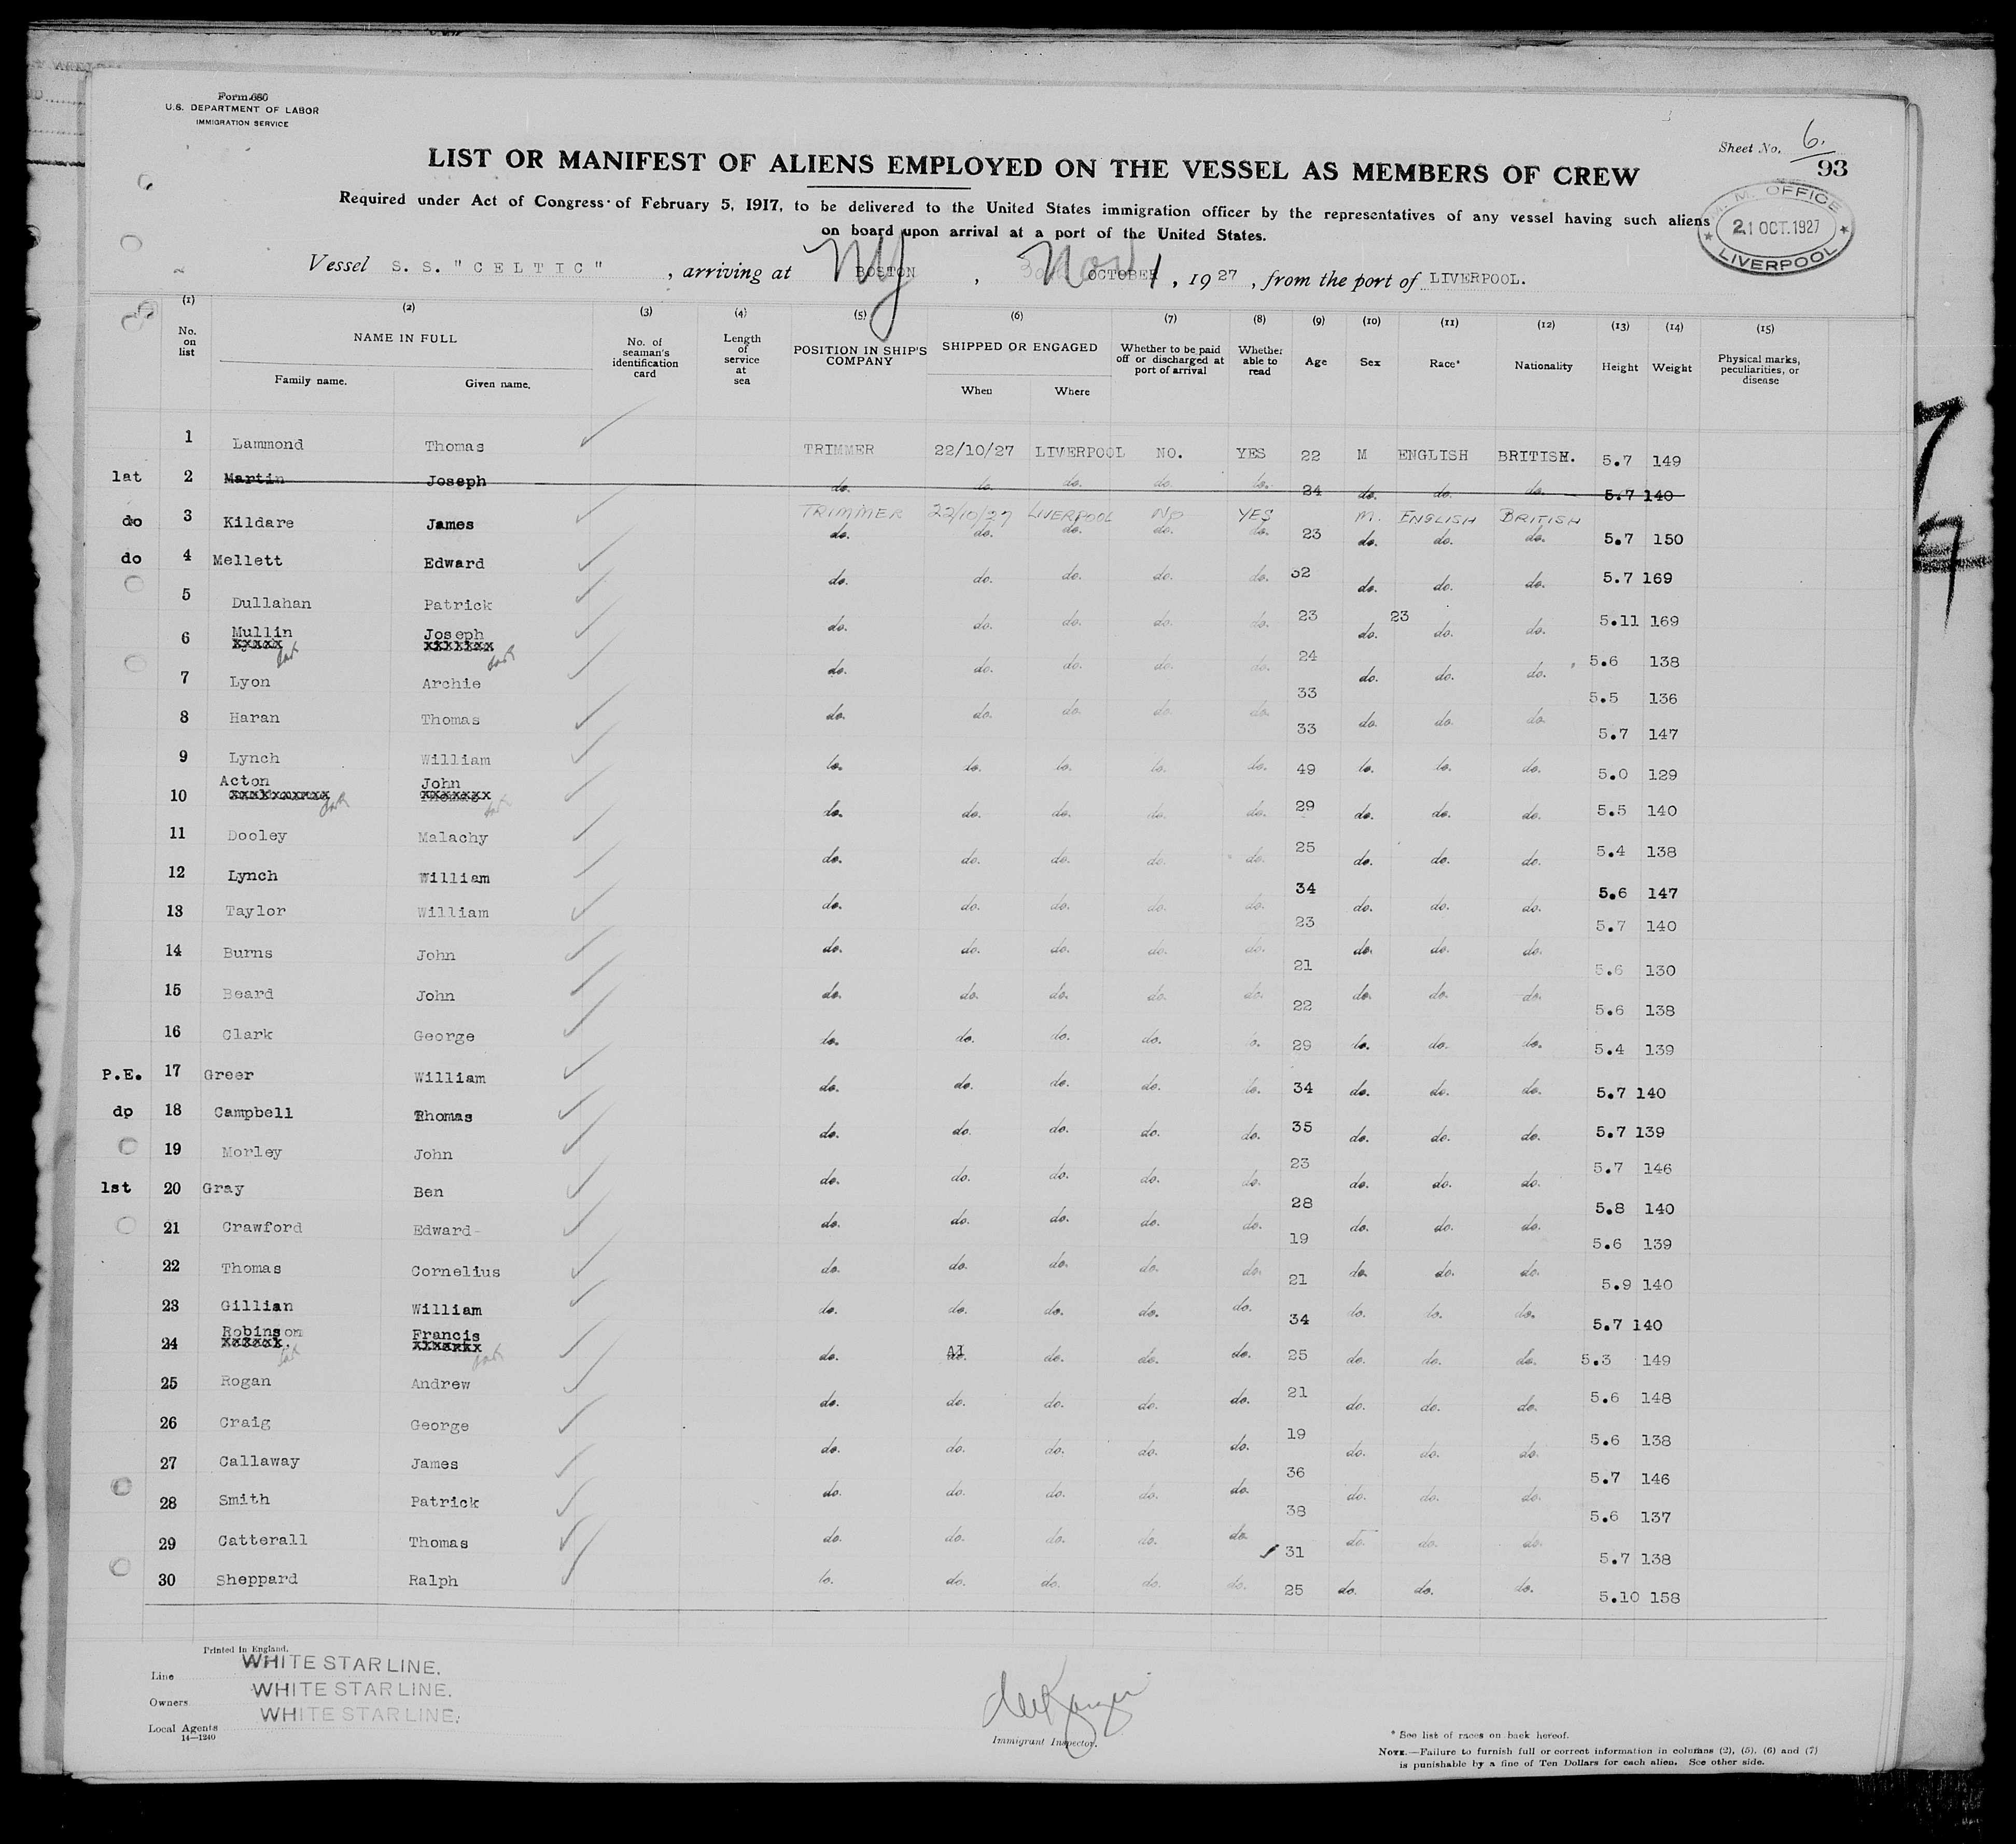 Form 680
U.S. DEPARTMENT OF LABOR
IMMIGRATION SERVICE
Sheet No. 6.
93
LIST OR MANIFEST OF ALIENS EMPLOYED ON THE VESSEL AS MEMBERS OF CREW
Required under Act of Congress of February 5, 1917, to be delivered to the United States immigration officer by the representatives of any vessel having such aliens
on board upon arrival at a port of the United States.
M. M. OFFICE
21 OCT. 1927
LIVERPOOL
Vessel S. S. "CELTIC", arriving at BOSTON NY, OCTOBER Nov 1, 1927, from the port of LIVERPOOL.
(1) (2) (3) (4) (5) (6) (7) (8) (9) (10) (11) (12) (13) (14) (15)
No. on list NAME IN FULL Family name. Given name. No. of seaman's identification card Length of service at sea POSITION IN SHIP'S COMPANY SHIPPED OR ENGAGED When Where Whether to be paid off or discharged at port of arrival Whether able to read Age Sex Race* Nationality Height Weight Physical marks, peculiarities, or disease
1 Lammond Thomas TRIMMER 22/10/27 LIVERPOOL NO. YES 22 M ENGLISH BRITISH. 5.7 149
1at 2 Martin Joseph do. do. do. do. do. 24 do. do. do. 5.7 140
TRIMMER 22/10/27 LIVERPOOL NO YES M. ENGLISH BRITISH
do 3 Kildare James do. do. do. do. do. 23 do. do. do. 5.7 150
do 4 Mellett Edward do. do. do. do. do. 32 do. do. do. 5.7 169
5 Dullahan Patrick do. do. do. do. do. 23 do. 23 do. do. 5.11 169
6 Mullin Joseph do. do. do. do. do. 24 do. do. do. 5.6 138
7 Lyon Archie do. do. do. do. do. 33 do. do. do. 5.5 136
8 Haran Thomas do. do. do. do. do. 33 do. do. do. 5.7 147
9 Lynch William do. do. do. do. do. 49 do. do. do. 5.0 129
10 Acton John do. do. do. do. do. 29 do. do. do. 5.5 140
11 Dooley Malachy do. do. do. do. do. 25 do. do. do. 5.4 138
12 Lynch William do. do. do. do. do. 34 do. do. do. 5.6 147
13 Taylor William do. do. do. do. do. 23 do. do. do. 5.7 140
14 Burns John do. do. do. do. do. 21 do. do. do. 5.6 130
15 Beard John do. do. do. do. do. 22 do. do. do. 5.6 138
16 Clark George do. do. do. do. do. 29 do. do. do. 5.4 139
P.E. 17 Greer William do. do. do. do. do. 34 do. do. do. 5.7 140
dp 18 Campbell Thomas do. do. do. do. do. 35 do. do. do. 5.7 139
19 Morley John do. do. do. do. do. 23 do. do. do. 5.7 146
1st 20 Gray Ben do. do. do. do. do. 28 do. do. do. 5.8 140
21 Crawford Edward do. do. do. do. do. 19 do. do. do. 5.6 139
22 Thomas Cornelius do. do. do. do. do. 21 do. do. do. 5.9 140
23 Gillian William do. do. do. do. do. 34 do. do. do. 5.7 140
24 Robinson Francis do. do. do. do. do. 25 do. do. do. 5.3 149
25 Rogan Andrew do. do. do. do. do. 21 do. do. do. 5.6 148
26 Craig George do. do. do. do. do. 19 do. do. do. 5.6 138
27 Callaway James do. do. do. do. do. 36 do. do. do. 5.7 146
28 Smith Patrick do. do. do. do. do. 38 do. do. do. 5.6 137
29 Catterall Thomas do. do. do. do. do. 31 do. do. do. 5.7 138
30 Sheppard Ralph do. do. do. do. do. 25 do. do. do. 5.10 158
Printed in England.
Line WHITE STAR LINE.
Owners WHITE STAR LINE.
Local Agents WHITE STAR LINE.
14—1240
Immigrant Inspector.
* See list of races on back hereof.
NOTE.—Failure to furnish full or correct information in columns (2), (5), (6) and (7)
is punishable by a fine of Ten Dollars for each alien. See other side.